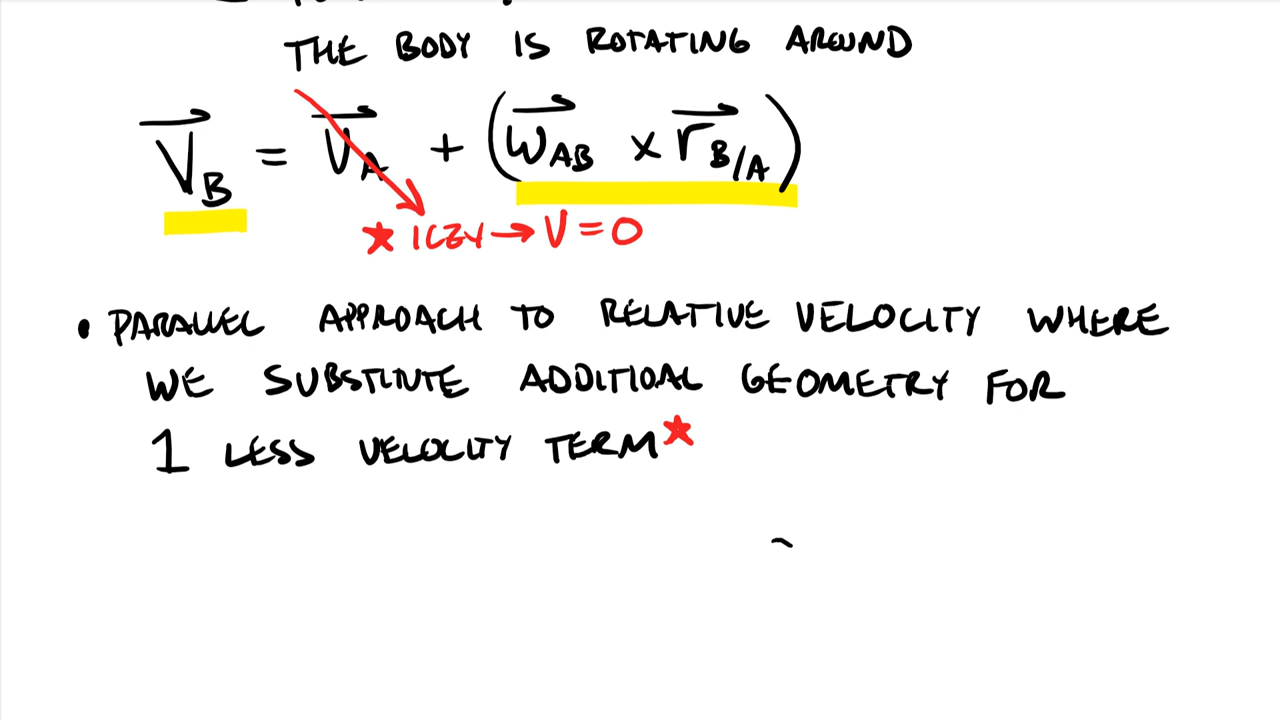 THE BODY IS ROTATING AROUND
V_B = V_A + (ω_AB × r_B/A)
★ ICZV → V = 0
• PARALLEL APPROACH TO RELATIVE VELOCITY WHERE
WE SUBSTITUTE ADDITIONAL GEOMETRY FOR
1 LESS VELOCITY TERM★